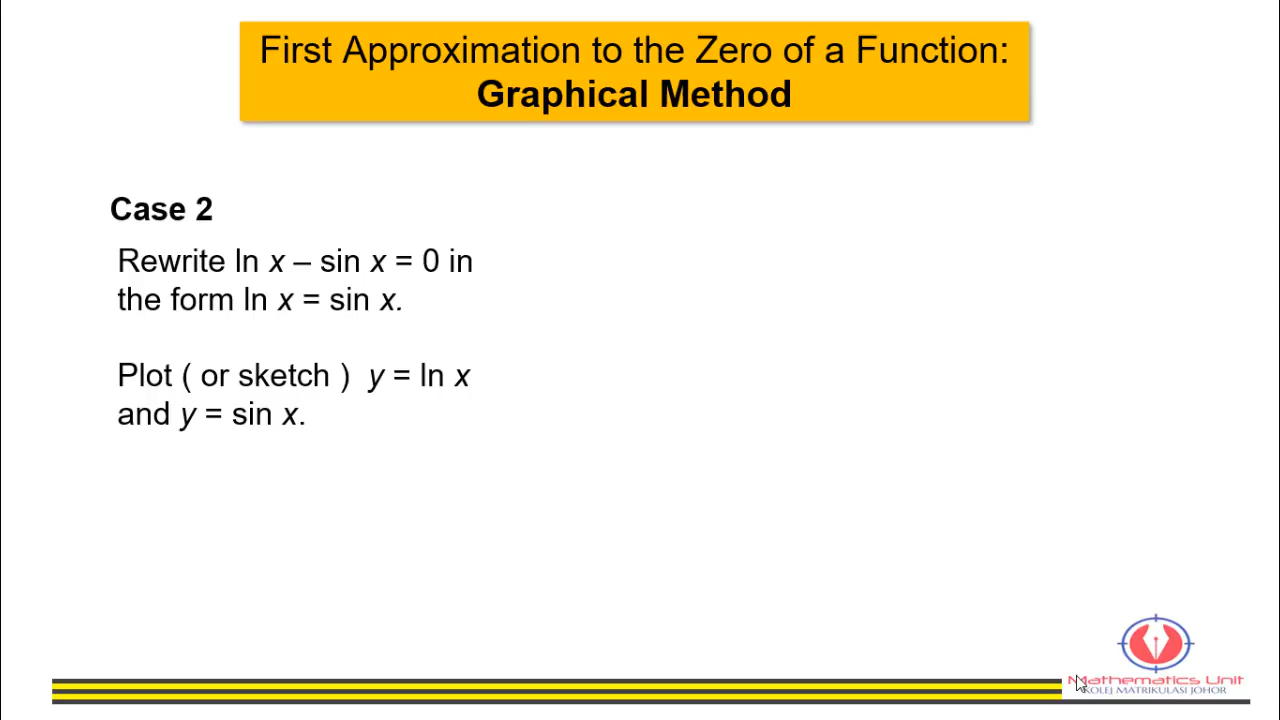 First Approximation to the Zero of a Function:
Graphical Method
Case 2
Rewrite ln x – sin x = 0 in
the form ln x = sin x.
Plot ( or sketch )  y = ln x
and y = sin x.
Mathematics Unit
KOLEJ MATRIKULASI JOHOR